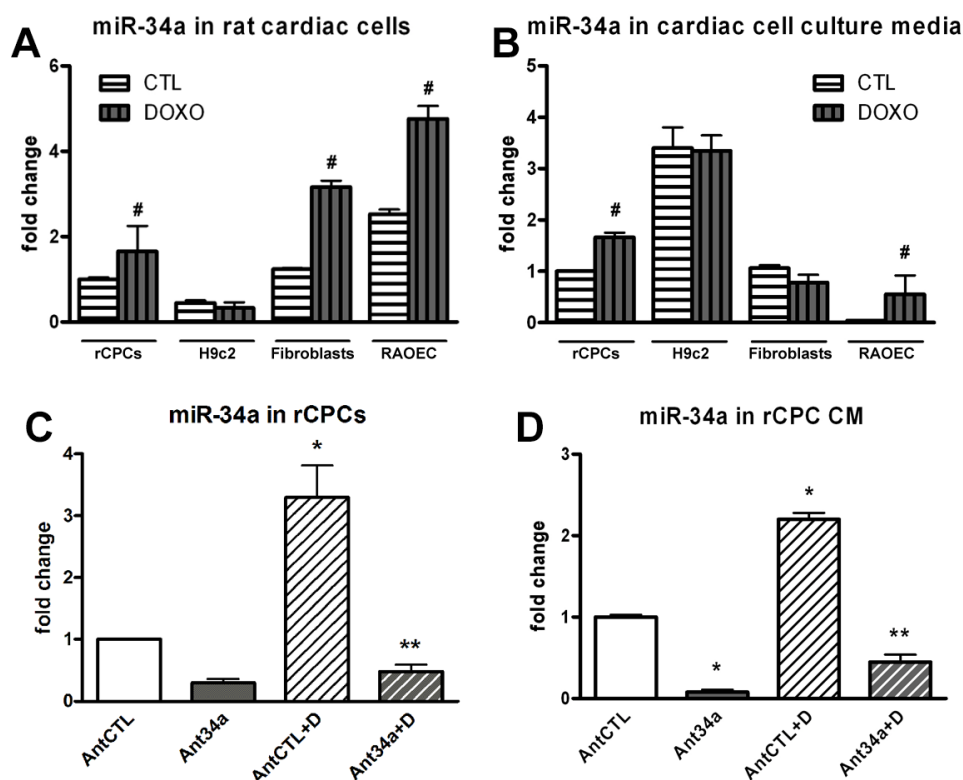 A
miR-34a in rat cardiac cells
CTL
DOXO
fold change
6
4
2
0
#
#
#
rCPCs
H9c2
Fibroblasts
RAOEC
B
miR-34a in cardiac cell culture media
CTL
DOXO
fold change
5
4
3
2
1
0
#
#
rCPCs
H9c2
Fibroblasts
RAOEC
C
miR-34a in rCPCs
fold change
4
3
1
0
*
**
AntCTL
Ant34a
AntCTL+D
Ant34a+D
D
miR-34a in rCPC CM
fold change
3
2
1
0
*
*
**
AntCTL
Ant34a
AntCTL+D
Ant34a+D